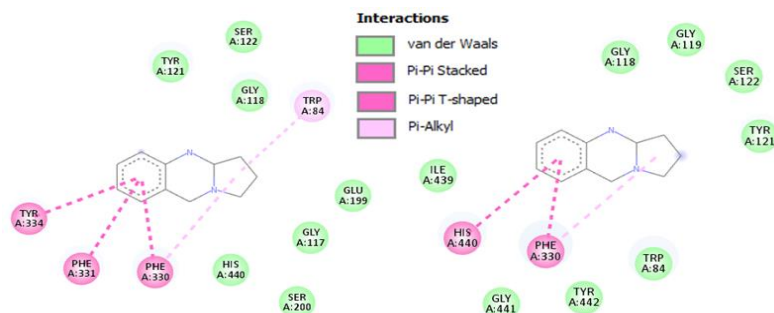 Interactions
van der Waals
Pi-Pi Stacked
Pi-Pi T-shaped
Pi-Alkyl
SER
A:122
TYR
A:121
GLY
A:118
TRP
A:84
N
N
GLU
A:199
GLY
A:117
TYR
A:334
PHE
A:331
PHE
A:330
HIS
A:440
SER
A:200
GLY
A:119
GLY
A:118
SER
A:122
TYR
A:121
N
N
ILE
A:439
HIS
A:440
PHE
A:330
TRP
A:84
GLY
A:441
TYR
A:442